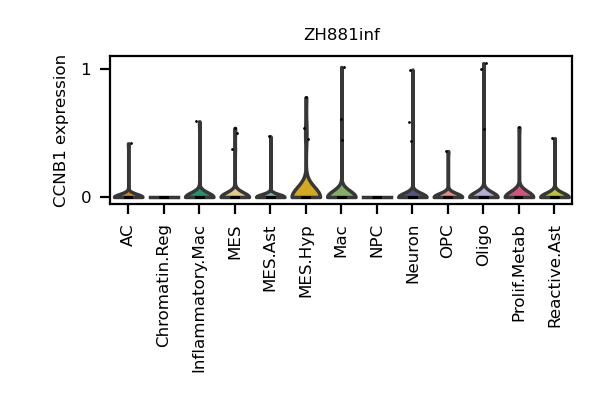 ZH881inf
CCNB1 expression
1
0
AC
Chromatin.Reg
Inflammatory.Mac
MES
MES.Ast
MES.Hyp
Mac
NPC
Neuron
OPC
Oligo
Prolif.Metab
Reactive.Ast